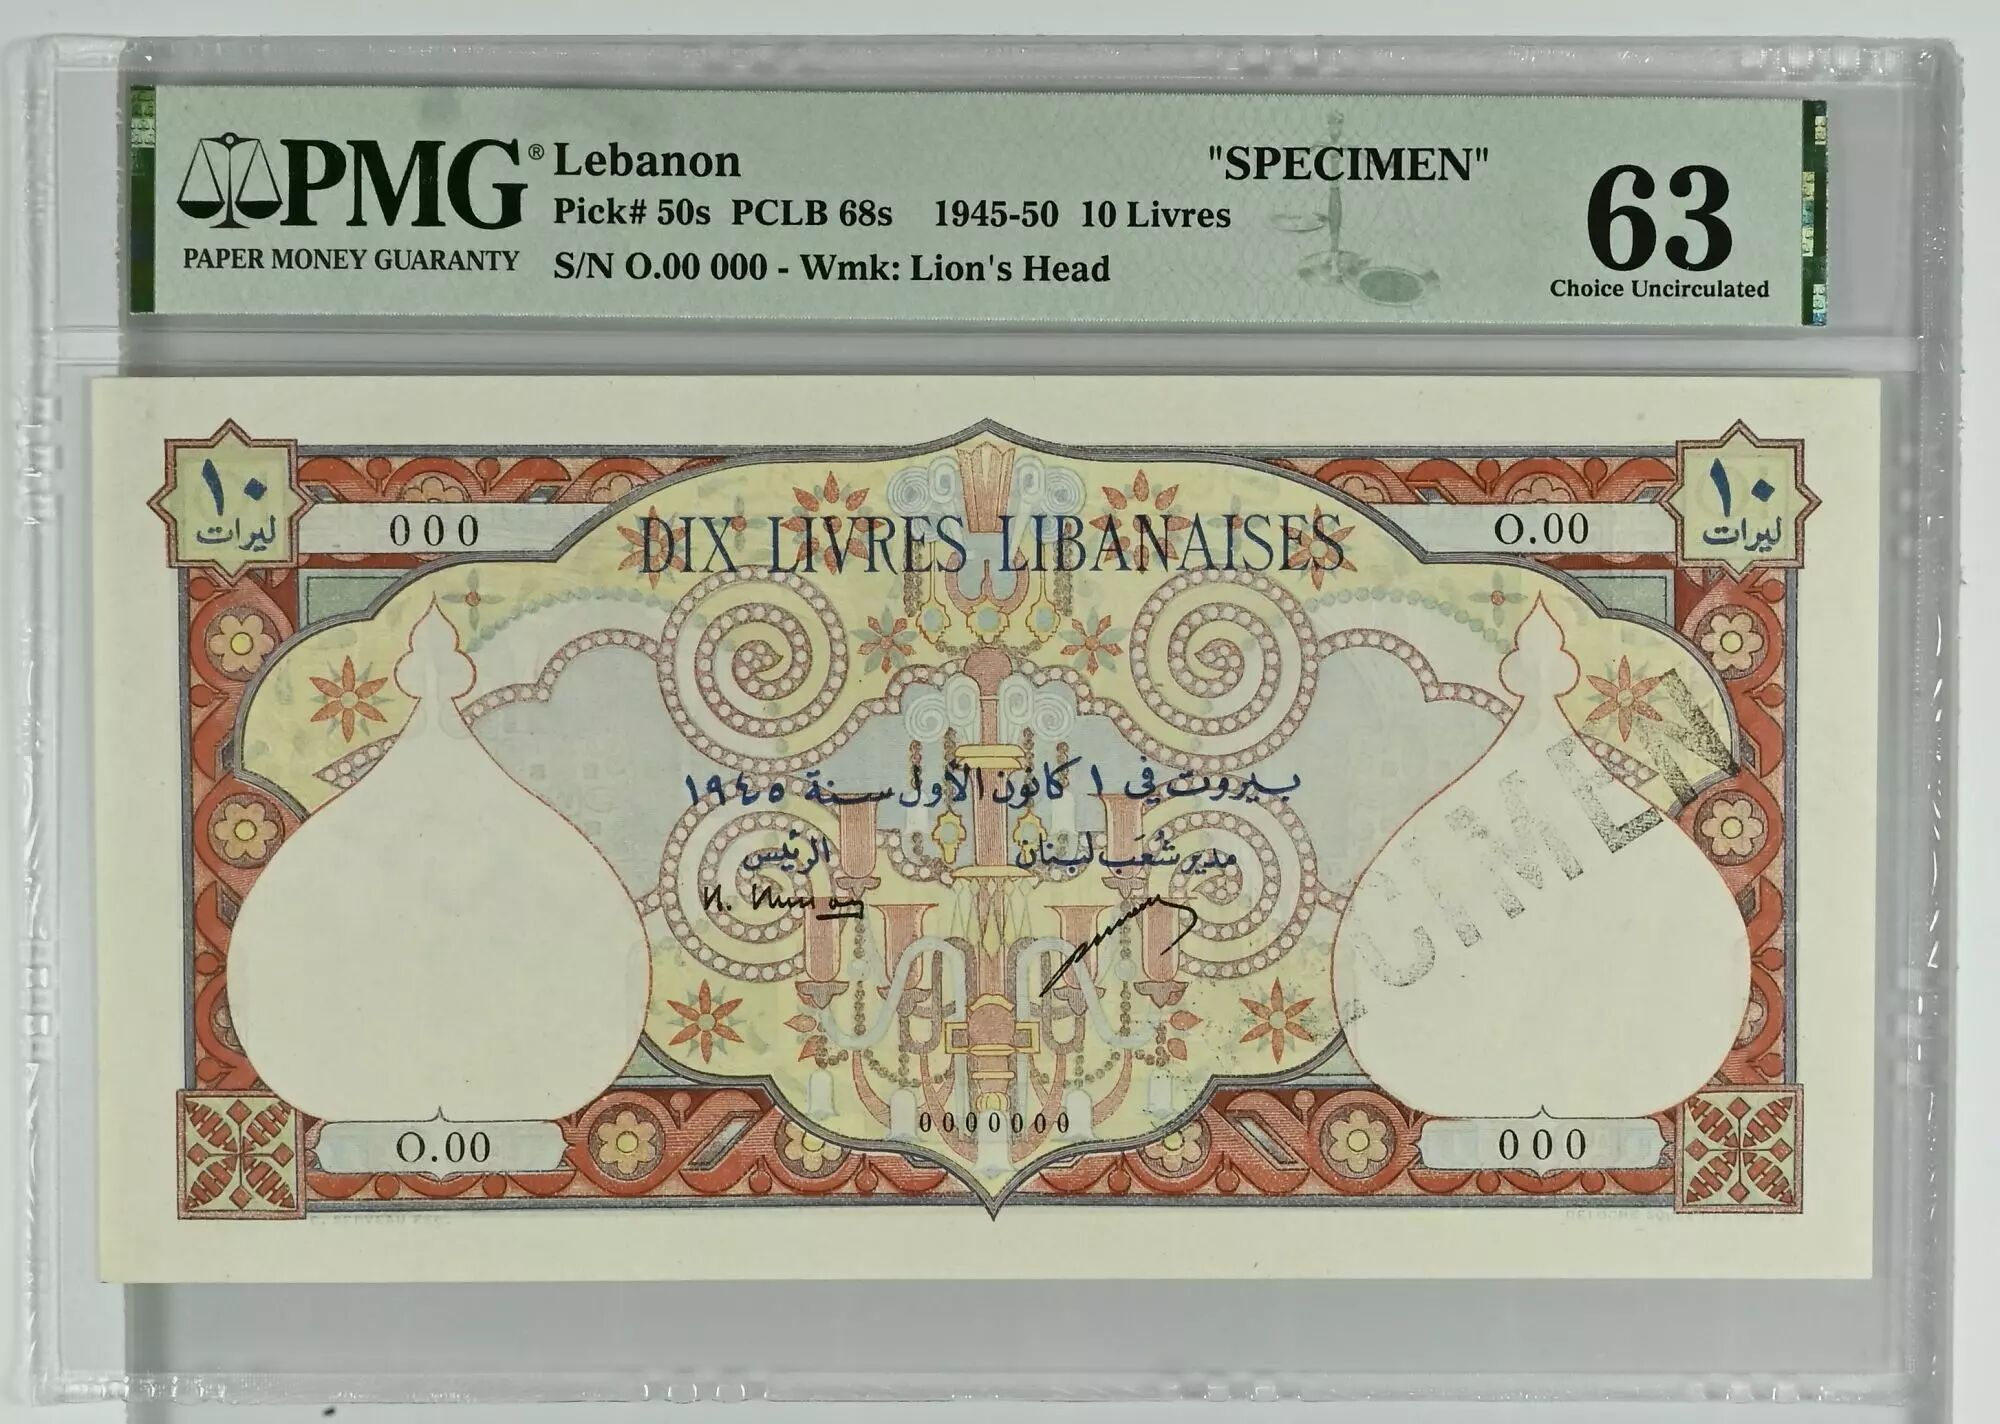 PMG® Lebanon "SPECIMEN"
Pick# 50s PCLB 68s 1945-50 10 Livres
PAPER MONEY GUARANTY S/N O.00 000 - Wmk: Lion's Head
63
Choice Uncirculated
١٠ ليرات
١٠ ليرات
000
O.00
DIX LIVRES LIBANAISES
بيروت في ١ كانون الأول سنة ١٩٤٥
مدير شعب لبنان
الرئيس
0000000
O.00
000